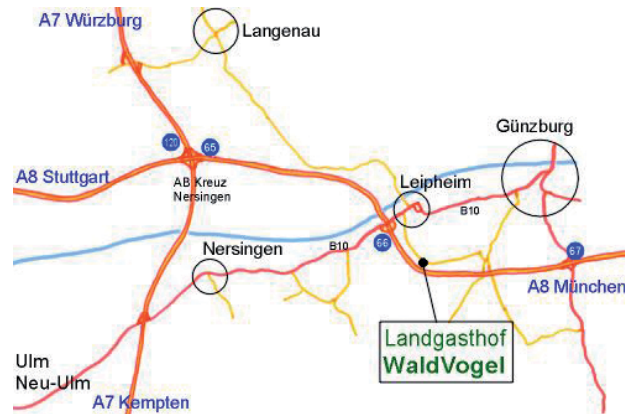 A7 Würzburg
Langenau
120
65
Günzburg
A8 Stuttgart
AB Kreuz
Nersingen
Leipheim
B10
Nersingen
B10
66
67
A8 München
Landgasthof
WaldVogel
Ulm
Neu-Ulm
A7 Kempten